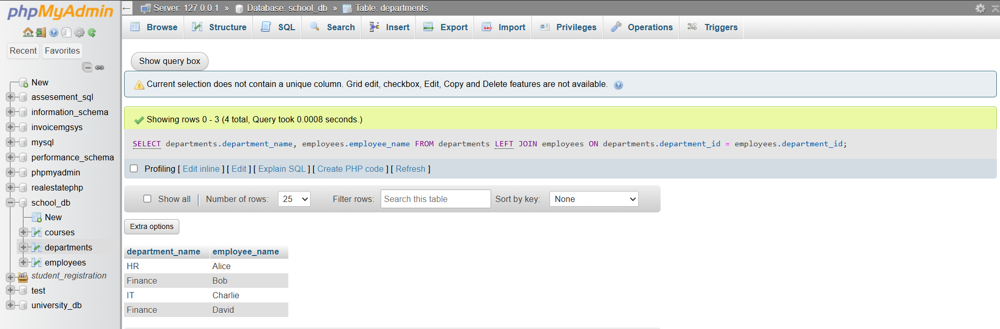 phpMyAdmin
Recent Favorites
New
assesement_sql
information_schema
invoicemgsys
mysql
performance_schema
phpmyadmin
realestatephp
school_db
New
courses
departments
employees
student_registration
test
university_db
Server: 127.0.0.1 » Database: school_db » Table: departments
Browse Structure SQL Search Insert Export Import Privileges Operations Triggers
Show query box
Current selection does not contain a unique column. Grid edit, checkbox, Edit, Copy and Delete features are not available.
Showing rows 0 - 3 (4 total, Query took 0.0008 seconds.)
SELECT departments.department_name, employees.employee_name FROM departments LEFT JOIN employees ON departments.department_id = employees.department_id;
Profiling [ Edit inline ] [ Edit ] [ Explain SQL ] [ Create PHP code ] [ Refresh ]
Show all | Number of rows: 25 Filter rows: Search this table Sort by key: None
Extra options
department_name employee_name
HR Alice
Finance Bob
IT Charlie
Finance David